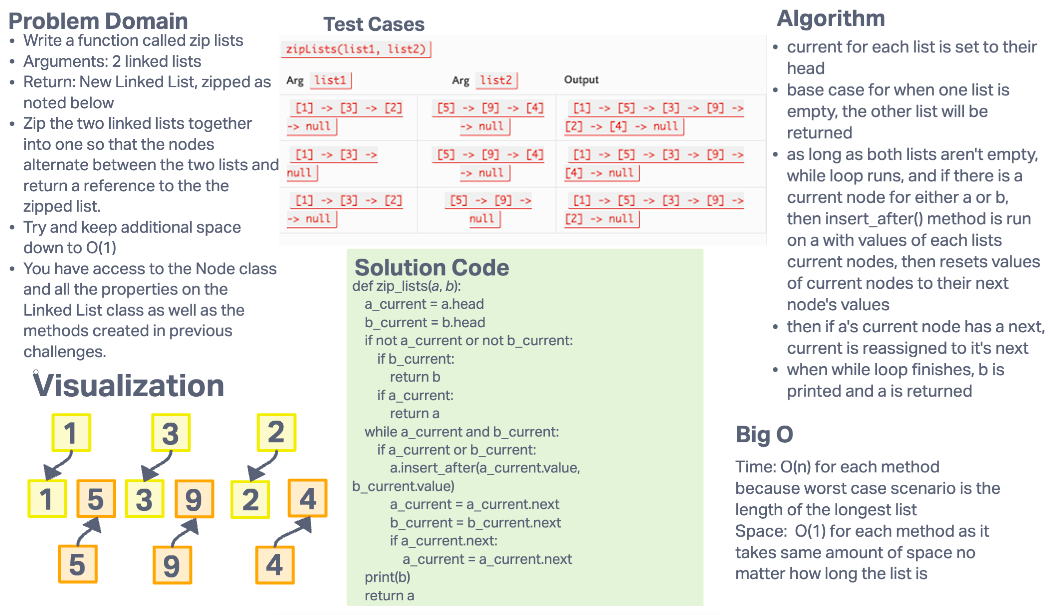 Problem Domain
• Write a function called zip lists
• Arguments: 2 linked lists
• Return: New Linked List, zipped as
noted below
• Zip the two linked lists together
into one so that the nodes
alternate between the two lists and
return a reference to the the
zipped list.
• Try and keep additional space
down to O(1)
• You have access to the Node class
and all the properties on the
Linked List class as well as the
methods created in previous
challenges.
Test Cases
zipLists(list1, list2)
Arg list1 Arg list2 Output
[1] -> [3] -> [2] [5] -> [9] -> [4] [1] -> [5] -> [3] -> [9] ->
-> null -> null [2] -> [4] -> null
[1] -> [3] -> [5] -> [9] -> [4] [1] -> [5] -> [3] -> [9] ->
null -> null [4] -> null
[1] -> [3] -> [2] [5] -> [9] -> [1] -> [5] -> [3] -> [9] ->
-> null null [2] -> null
Algorithm
• current for each list is set to their
head
• base case for when one list is
empty, the other list will be
returned
• as long as both lists aren't empty,
while loop runs, and if there is a
current node for either a or b,
then insert_after() method is run
on a with values of each lists
current nodes, then resets values
of current nodes to their next
node's values
• then if a's current node has a next,
current is reassigned to it's next
• when while loop finishes, b is
printed and a is returned
Visualization
1 3 2
1 5 3 9 2 4
5 9 4
Solution Code
def zip_lists(a, b):
a_current = a.head
b_current = b.head
if not a_current or not b_current:
if b_current:
return b
if a_current:
return a
while a_current and b_current:
if a_current or b_current:
a.insert_after(a_current.value,
b_current.value)
a_current = a_current.next
b_current = b_current.next
if a_current.next:
a_current = a_current.next
print(b)
return a
Big O
Time: O(n) for each method
because worst case scenario is the
length of the longest list
Space: O(1) for each method as it
takes same amount of space no
matter how long the list is